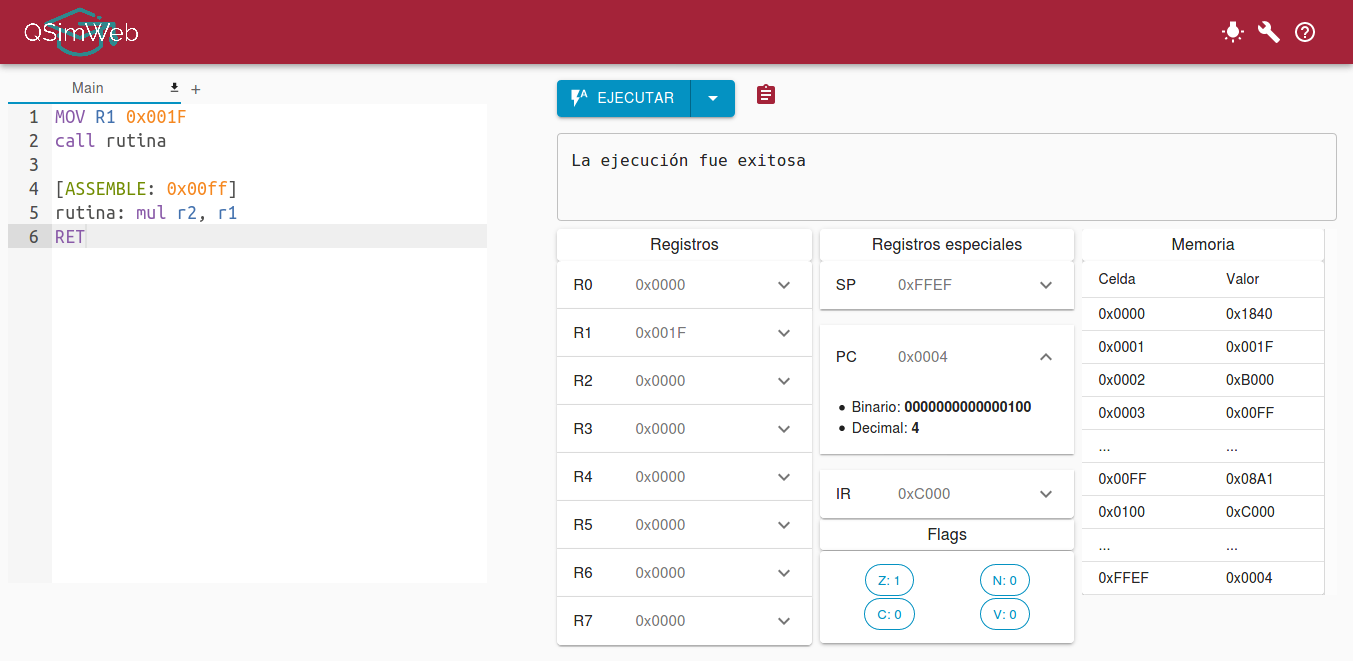 QSimWeb
Main +
1 MOV R1 0x001F
2 call rutina
3
4 [ASSEMBLE: 0x00ff]
5 rutina: mul r2, r1
6 RET
EJECUTAR
La ejecución fue exitosa
Registros
R0 0x0000
R1 0x001F
R2 0x0000
R3 0x0000
R4 0x0000
R5 0x0000
R6 0x0000
R7 0x0000
Registros especiales
SP 0xFFEF
PC 0x0004
• Binario: 0000000000000100
• Decimal: 4
IR 0xC000
Flags
Z: 1 N: 0
C: 0 V: 0
Memoria
Celda Valor
0x0000 0x1840
0x0001 0x001F
0x0002 0xB000
0x0003 0x00FF
... ...
0x00FF 0x08A1
0x0100 0xC000
... ...
0xFFEF 0x0004